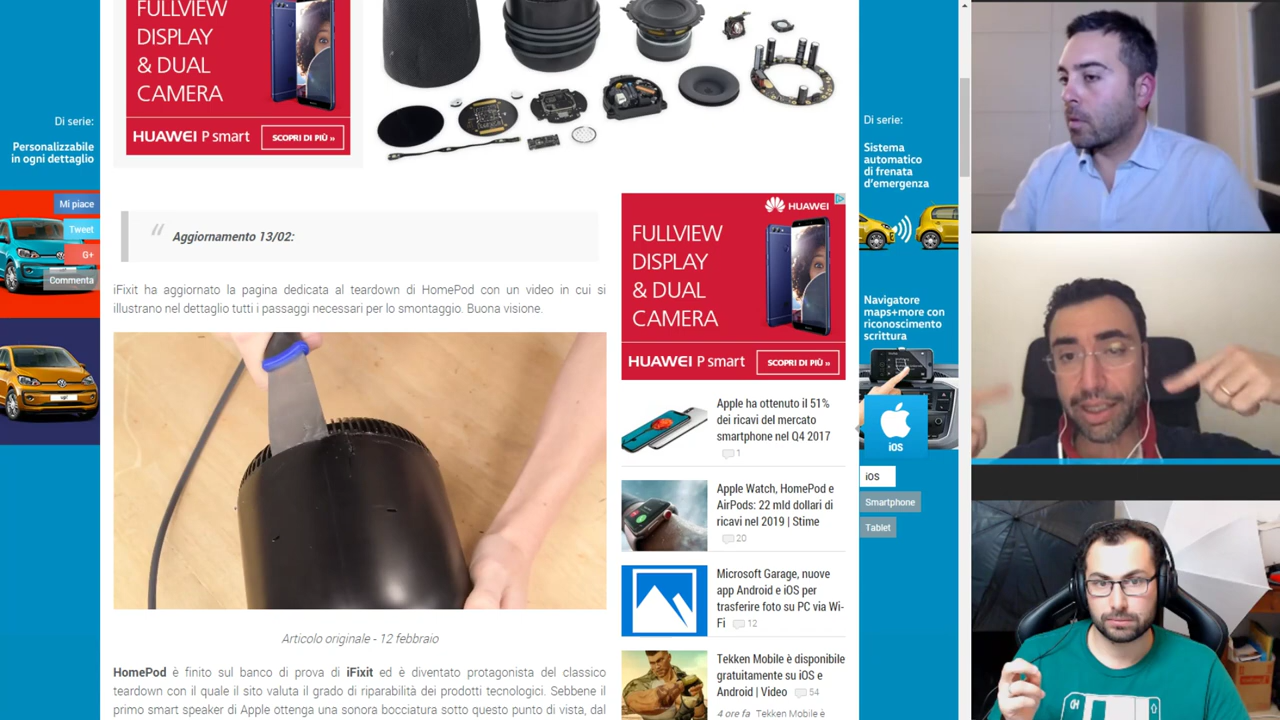 FULLVIEW
DISPLAY
& DUAL
CAMERA
HUAWEI P smart
SCOPRI DI PIÙ »
Di serie:
Personalizzabile
in ogni dettaglio
Mi piace
Tweet
G+
Commenta
“ Aggiornamento 13/02:
iFixit ha aggiornato la pagina dedicata al teardown di HomePod con un video in cui si
illustrano nel dettaglio tutti i passaggi necessari per lo smontaggio. Buona visione.
Articolo originale - 12 febbraio
HomePod è finito sul banco di prova di iFixit ed è diventato protagonista del classico
teardown con il quale il sito valuta il grado di riparabilità dei prodotti tecnologici. Sebbene il
primo smart speaker di Apple ottenga una sonora bocciatura sotto questo punto di vista, dal
HUAWEI
FULLVIEW
DISPLAY
& DUAL
CAMERA
HUAWEI P smart
SCOPRI DI PIÙ »
Apple ha ottenuto il 51%
dei ricavi del mercato
smartphone nel Q4 2017
1
Apple Watch, HomePod e
AirPods: 22 mld dollari di
ricavi nel 2019 | Stime
20
Microsoft Garage, nuove
app Android e iOS per
trasferire foto su PC via Wi-
Fi 12
Tekken Mobile è disponibile
gratuitamente su iOS e
Android | Video 54
4 ore fa Tekken Mobile è
Di serie:
Sistema
automatico
di frenata
d'emergenza
Navigatore
maps+more con
riconoscimento
scrittura
iOS
iOS
Smartphone
Tablet